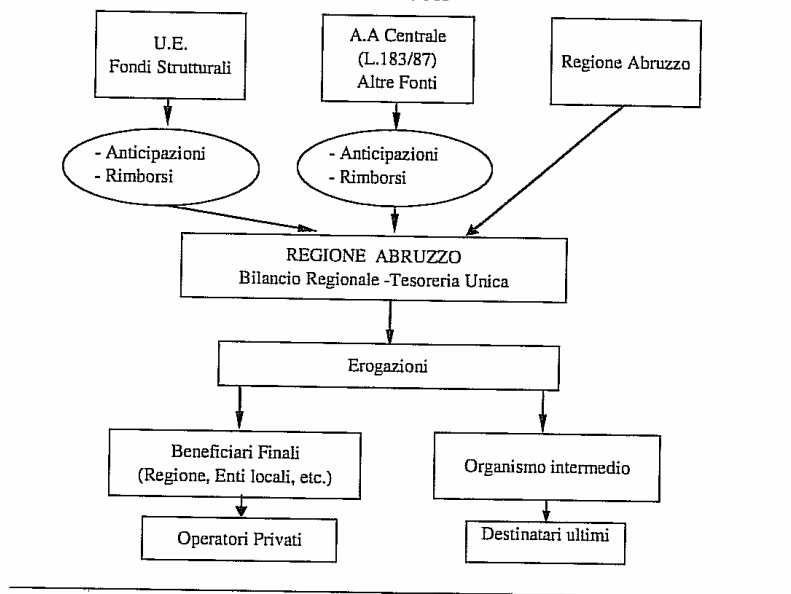 U.E.
Fondi Strutturali
A.A Centrale
(L.183/87)
Altre Fonti
Regione Abruzzo
- Anticipazioni
- Rimborsi
- Anticipazioni
- Rimborsi
REGIONE ABRUZZO
Bilancio Regionale -Tesoreria Unica
Erogazioni
Beneficiari Finali
(Regione, Enti locali, etc.)
Organismo intermedio
Operatori Privati
Destinatari ultimi